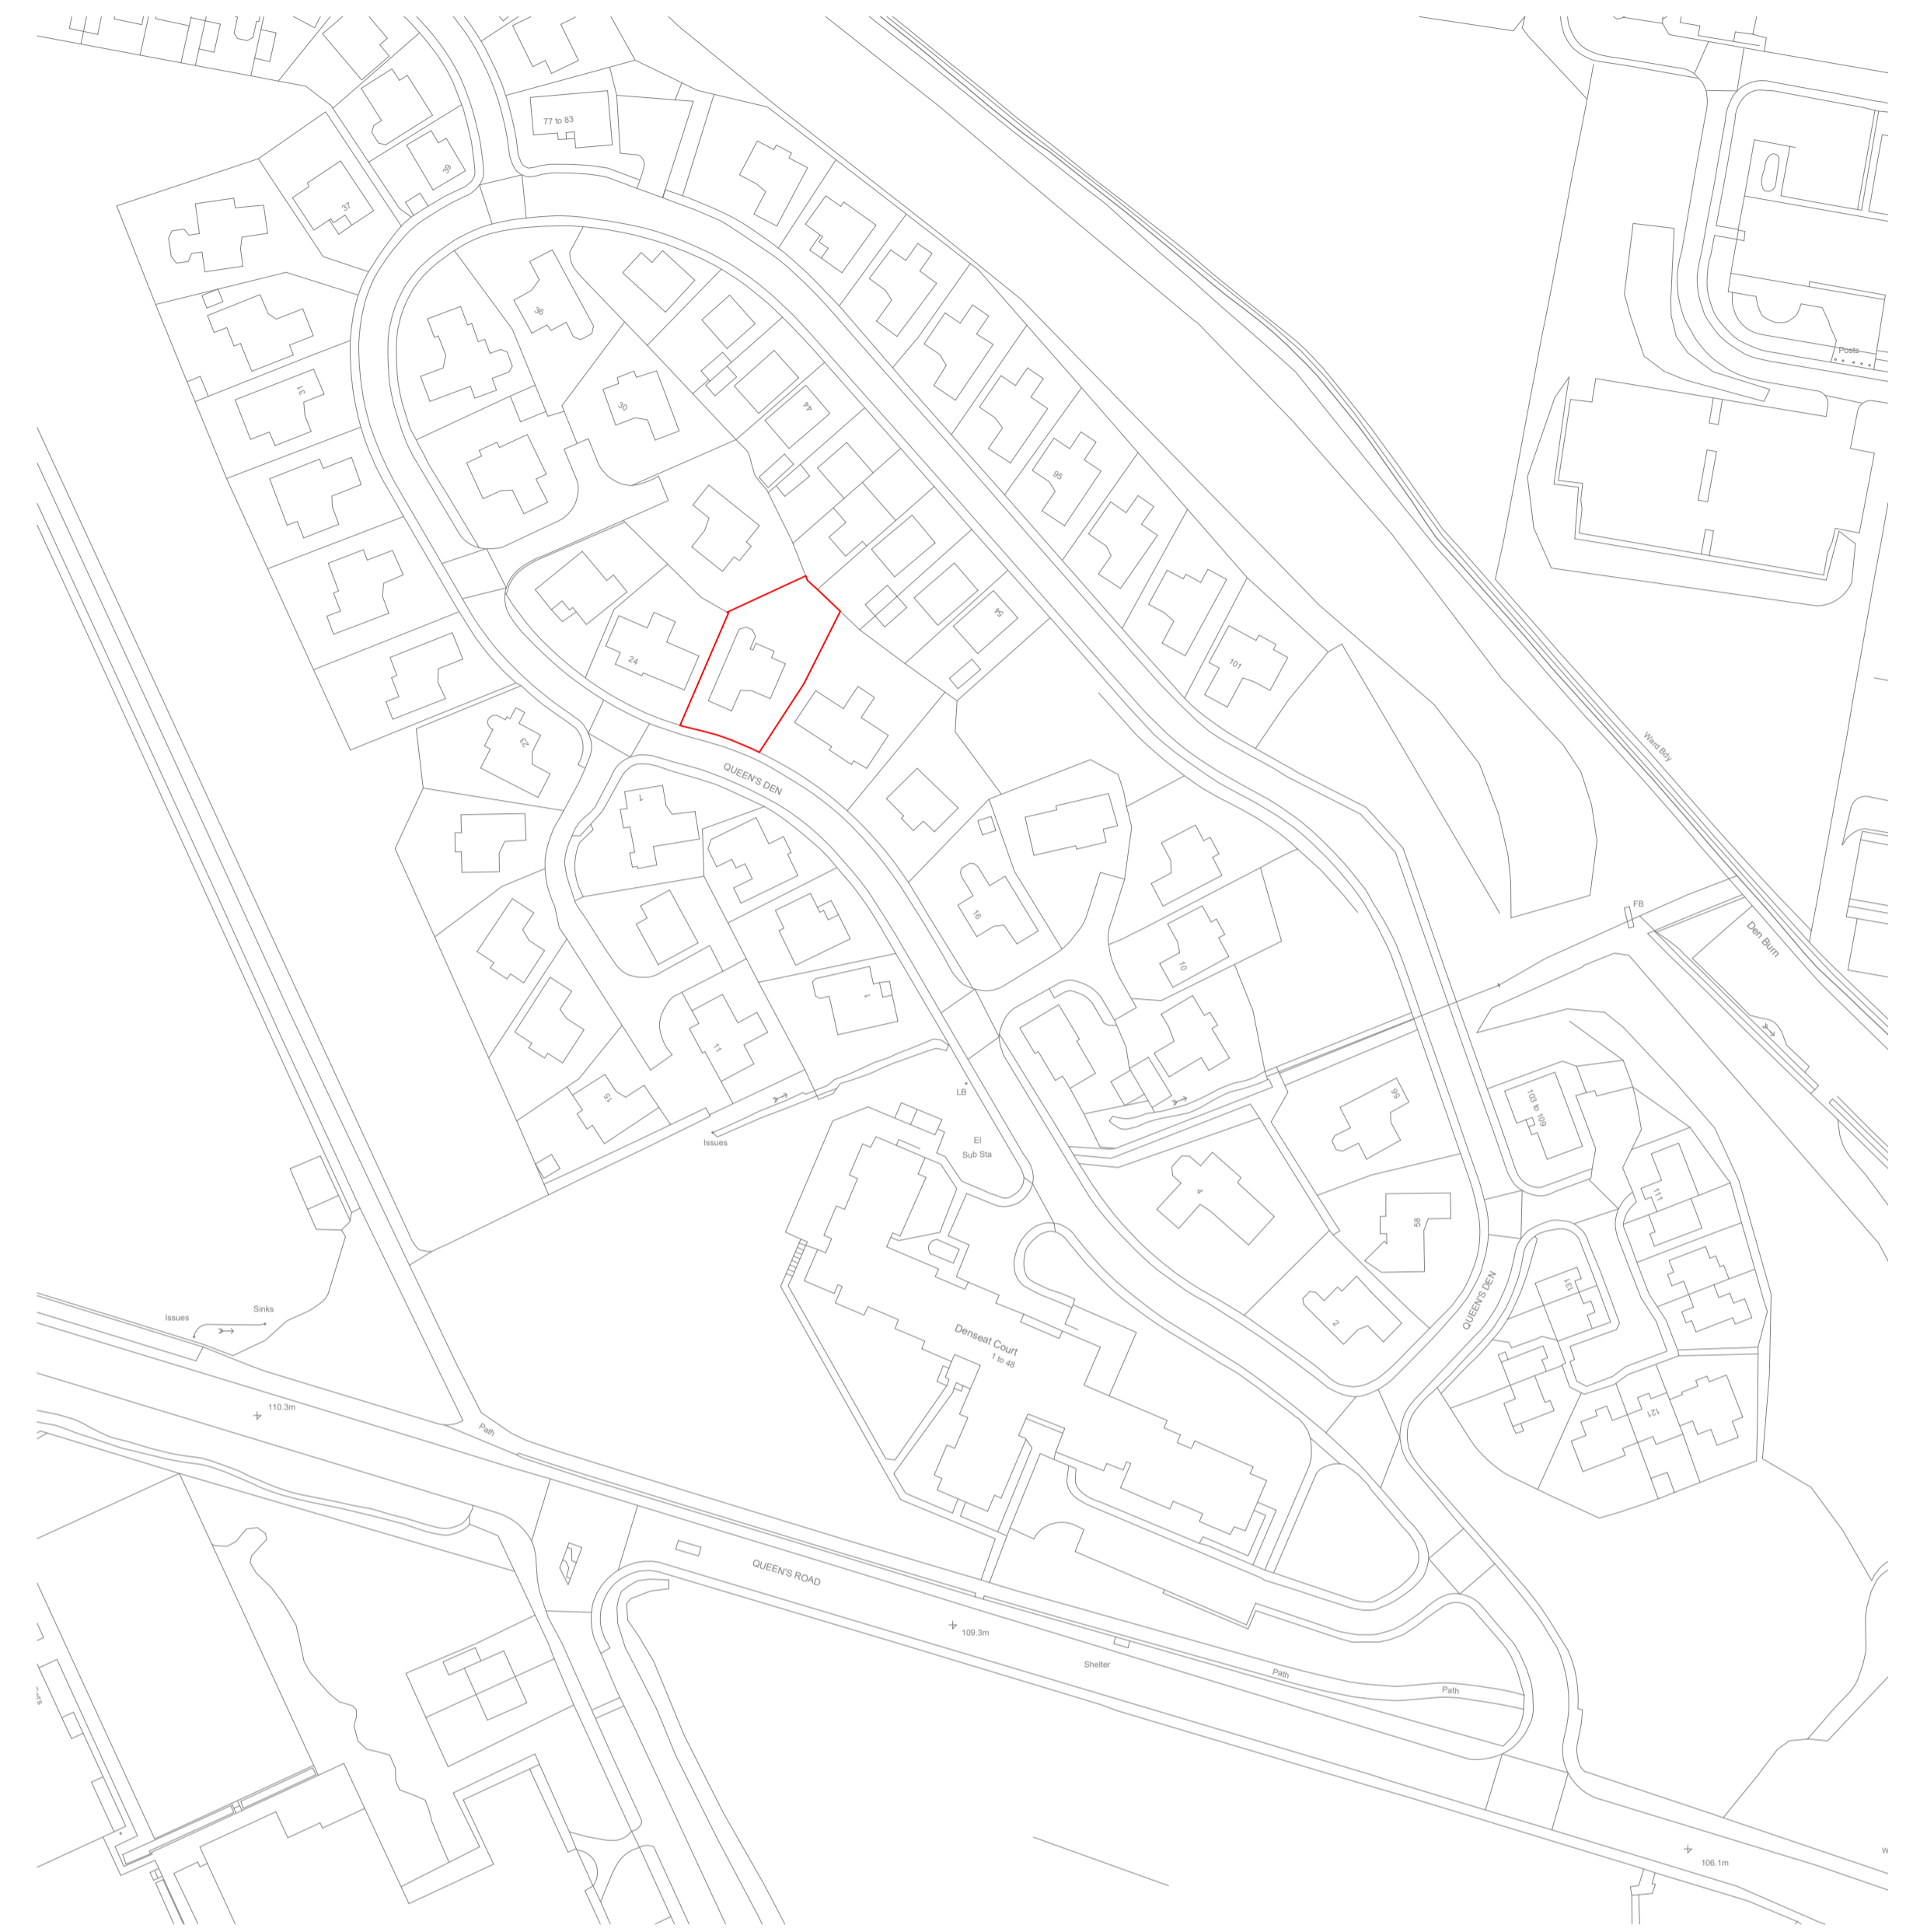 77 to 83
39
37
36
31
30
44
Posts
95
54
24
101
23
QUEEN'S DEN
7
Ward Bdy
16
FB
Den Burn
10
1
11
LB
15
Issues
El
Sub Sta
56
103 to 109
4
111
58
131
QUEEN'S DEN
2
Issues
Sinks
Denseat Court
1 to 48
110.3m
121
Path
QUEEN'S ROAD
109.3m
Shelter
Path
Path
106.1m
W